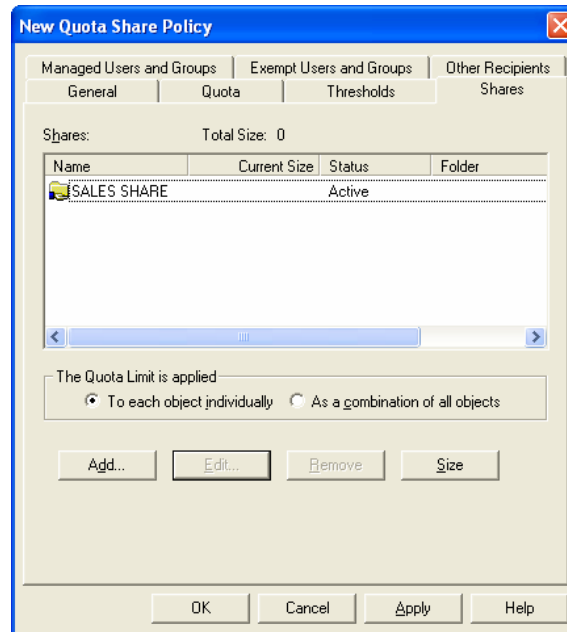 New Quota Share Policy
Managed Users and Groups Exempt Users and Groups Other Recipients
General Quota Thresholds Shares
Shares: Total Size: 0
Name Current Size Status Folder
SALES SHARE Active
The Quota Limit is applied
To each object individually As a combination of all objects
Add... Edit... Remove Size
OK Cancel Apply Help